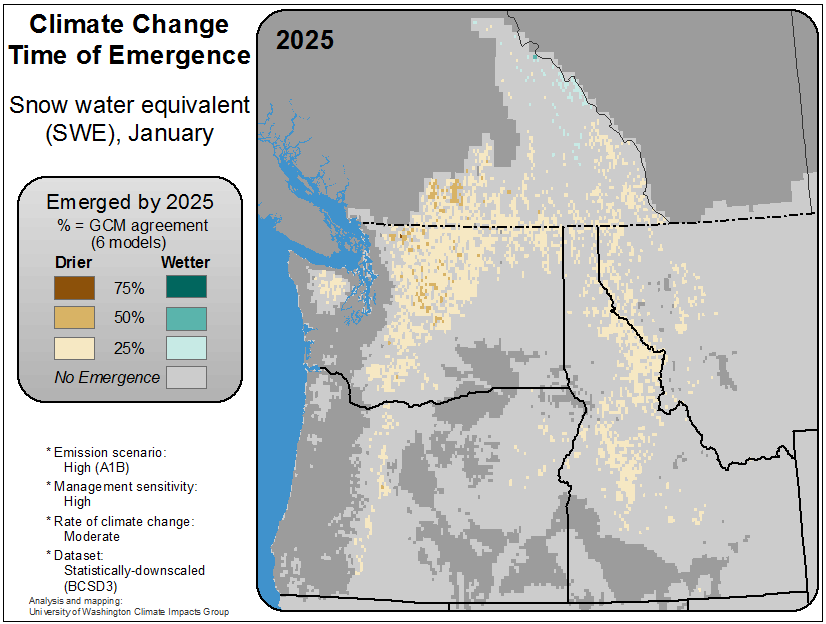 Climate Change
Time of Emergence
Snow water equivalent
(SWE), January
Emerged by 2025
% = GCM agreement
(6 models)
Drier Wetter
75%
50%
25%
No Emergence
* Emission scenario:
High (A1B)
* Management sensitivity:
High
* Rate of climate change:
Moderate
* Dataset:
Statistically-downscaled
(BCSD3)
Analysis and mapping:
University of Washington Climate Impacts Group
2025